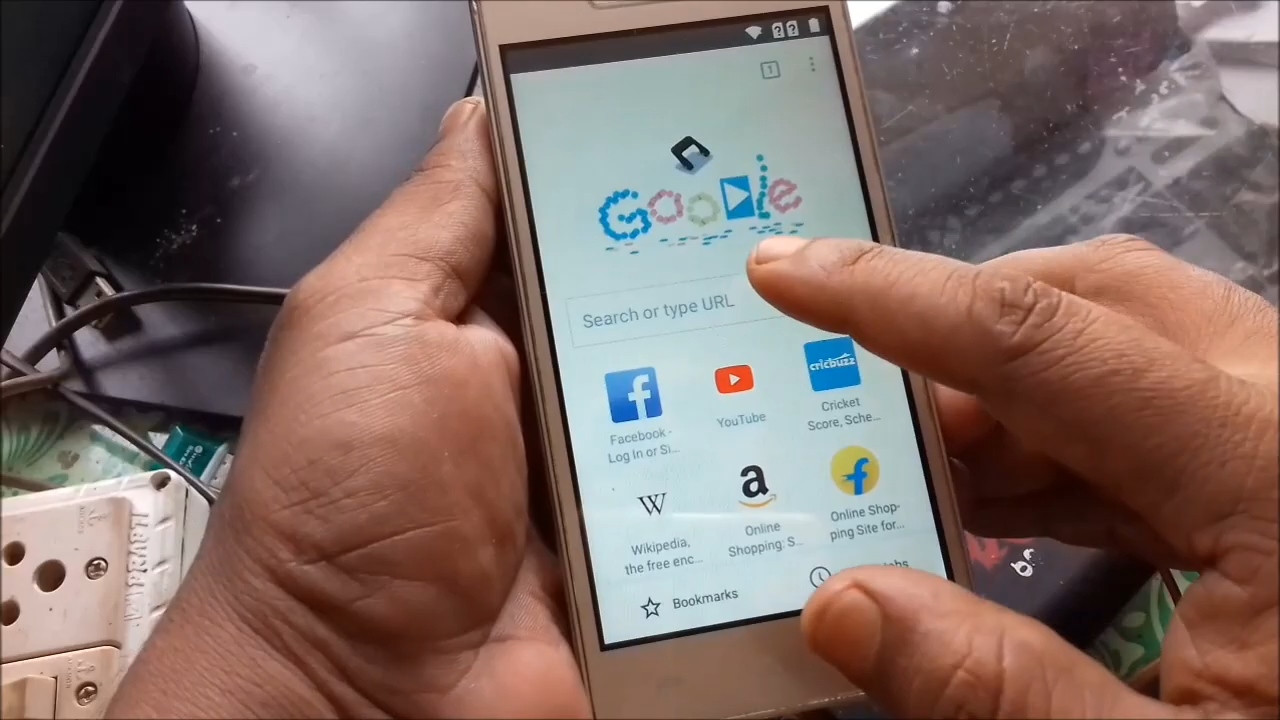 1
Google
Search or type URL
cricbuzz
Facebook -
Log In or Si...
YouTube
Cricket
Score, Sche...
W
a
Wikipedia,
the free enc...
Online
Shopping: S...
Online Shop-
ping Site for...
Bookmarks